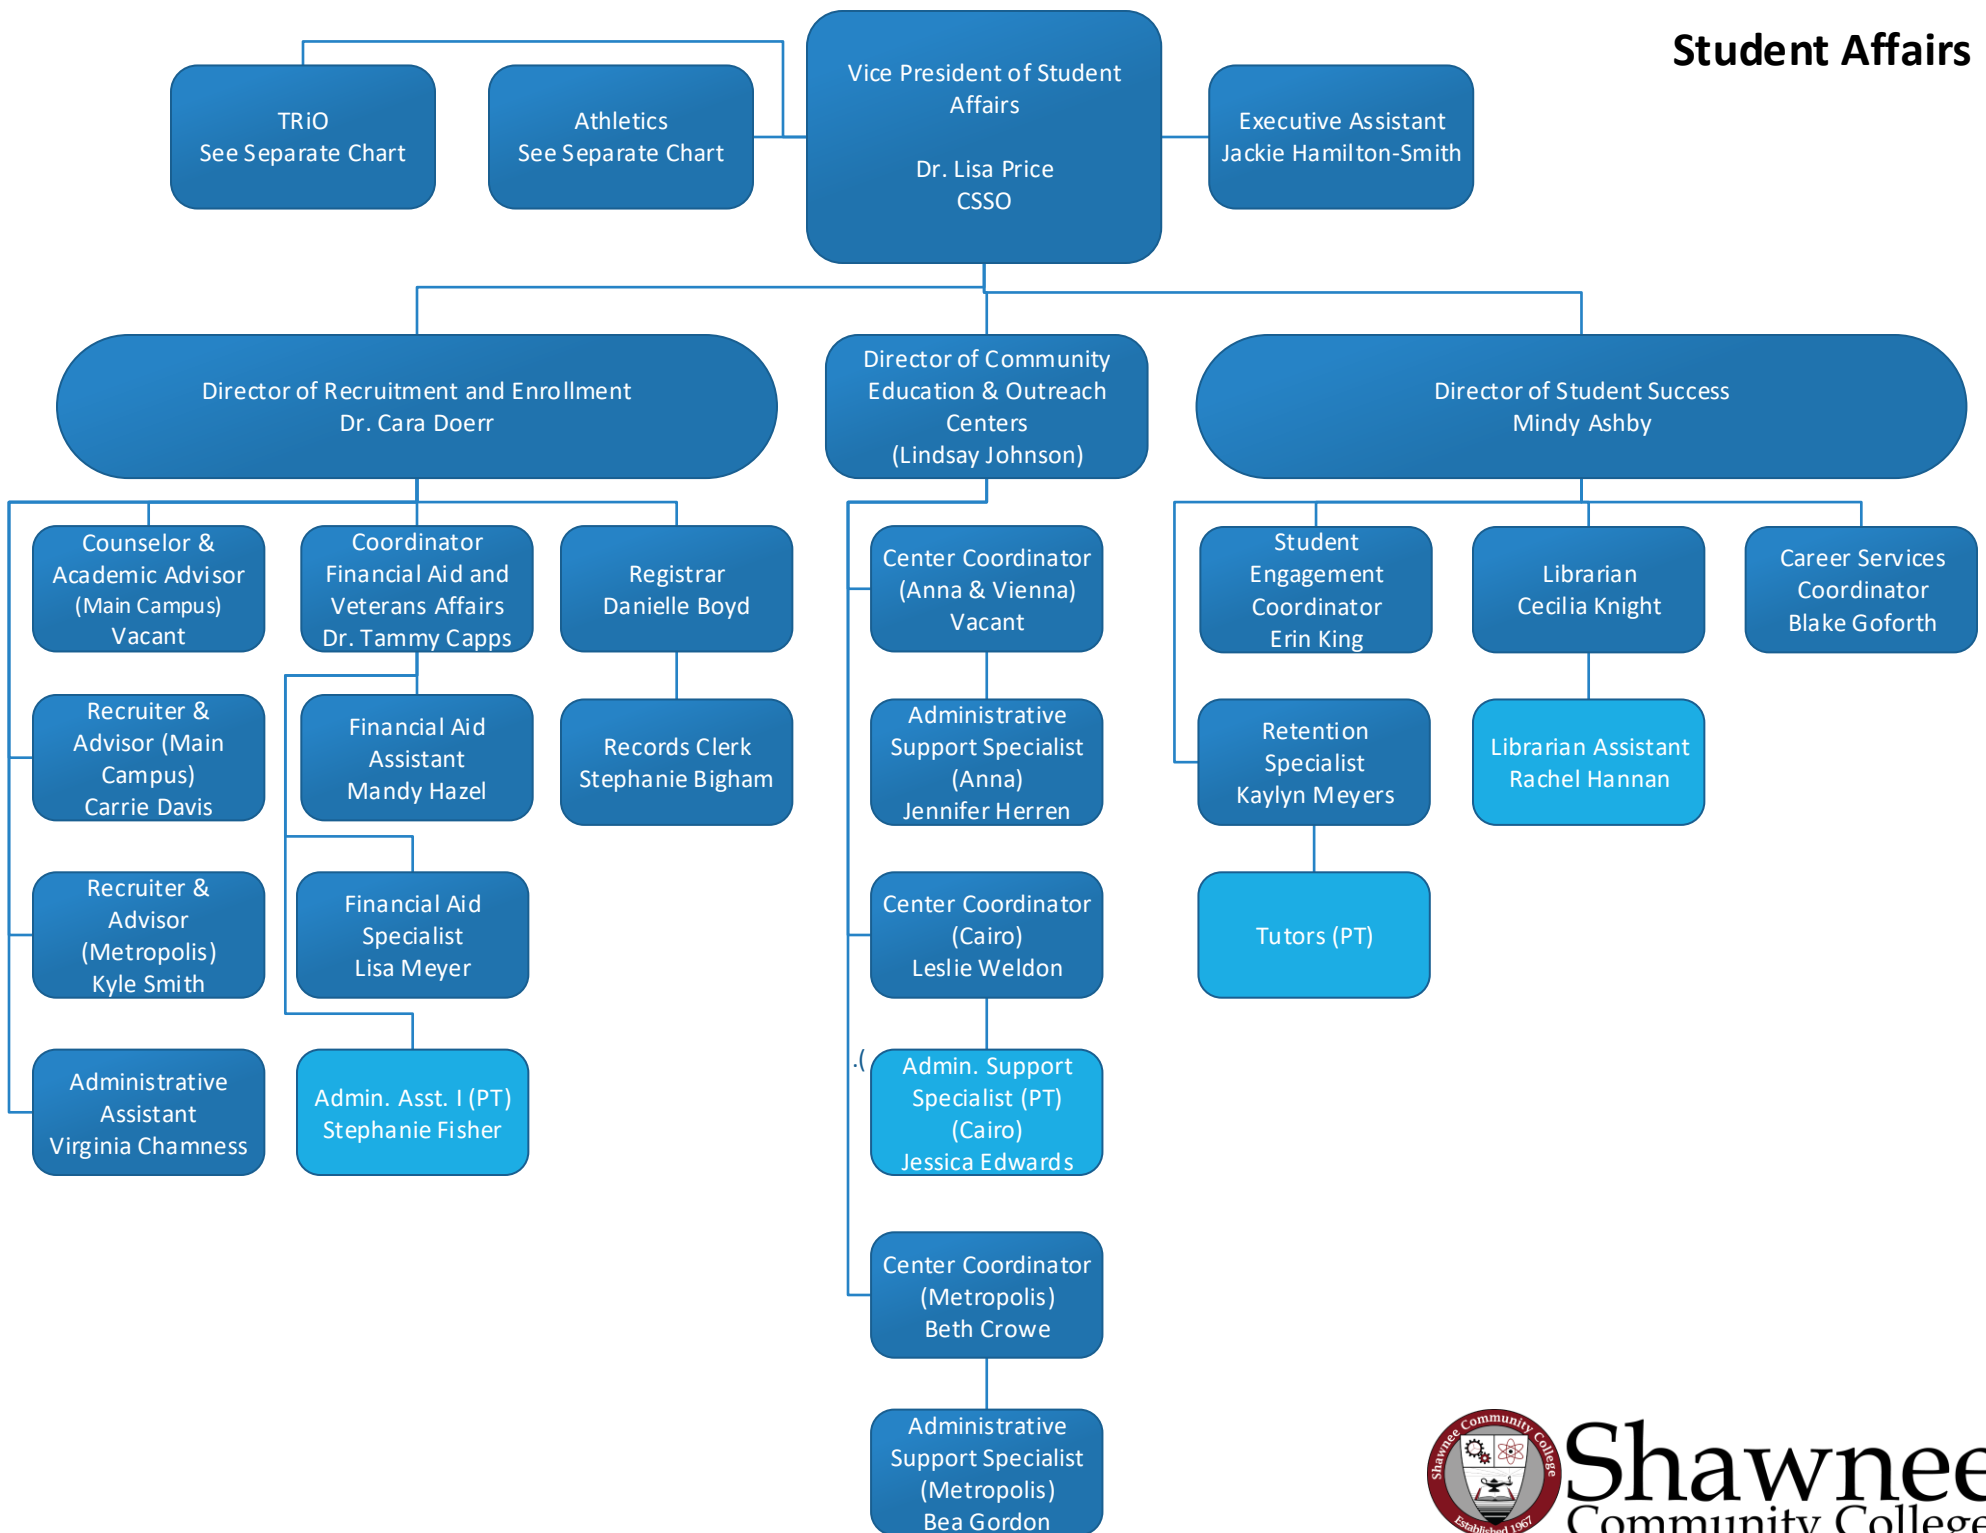 Student Affairs
TRiO
See Separate Chart
Athletics
See Separate Chart
Vice President of Student
Affairs
Dr. Lisa Price
CSSO
Executive Assistant
Jackie Hamilton-Smith
Director of Recruitment and Enrollment
Dr. Cara Doerr
Director of Community
Education & Outreach
Centers
(Lindsay Johnson)
Director of Student Success
Mindy Ashby
Counselor &
Academic Advisor
(Main Campus)
Vacant
Coordinator
Financial Aid and
Veterans Affairs
Dr. Tammy Capps
Registrar
Danielle Boyd
Center Coordinator
(Anna & Vienna)
Vacant
Student
Engagement
Coordinator
Erin King
Librarian
Cecilia Knight
Career Services
Coordinator
Blake Goforth
Recruiter &
Advisor (Main
Campus)
Carrie Davis
Financial Aid
Assistant
Mandy Hazel
Records Clerk
Stephanie Bigham
Administrative
Support Specialist
(Anna)
Jennifer Herren
Retention
Specialist
Kaylyn Meyers
Librarian Assistant
Rachel Hannan
Recruiter &
Advisor
(Metropolis)
Kyle Smith
Financial Aid
Specialist
Lisa Meyer
Center Coordinator
(Cairo)
Leslie Weldon
Tutors (PT)
Administrative
Assistant
Virginia Chamness
Admin. Asst. I (PT)
Stephanie Fisher
.(
Admin. Support
Specialist (PT)
(Cairo)
Jessica Edwards
Center Coordinator
(Metropolis)
Beth Crowe
Administrative
Support Specialist
(Metropolis)
Bea Gordon
Shawnee Community College
Established 1967
Shawnee
Community College